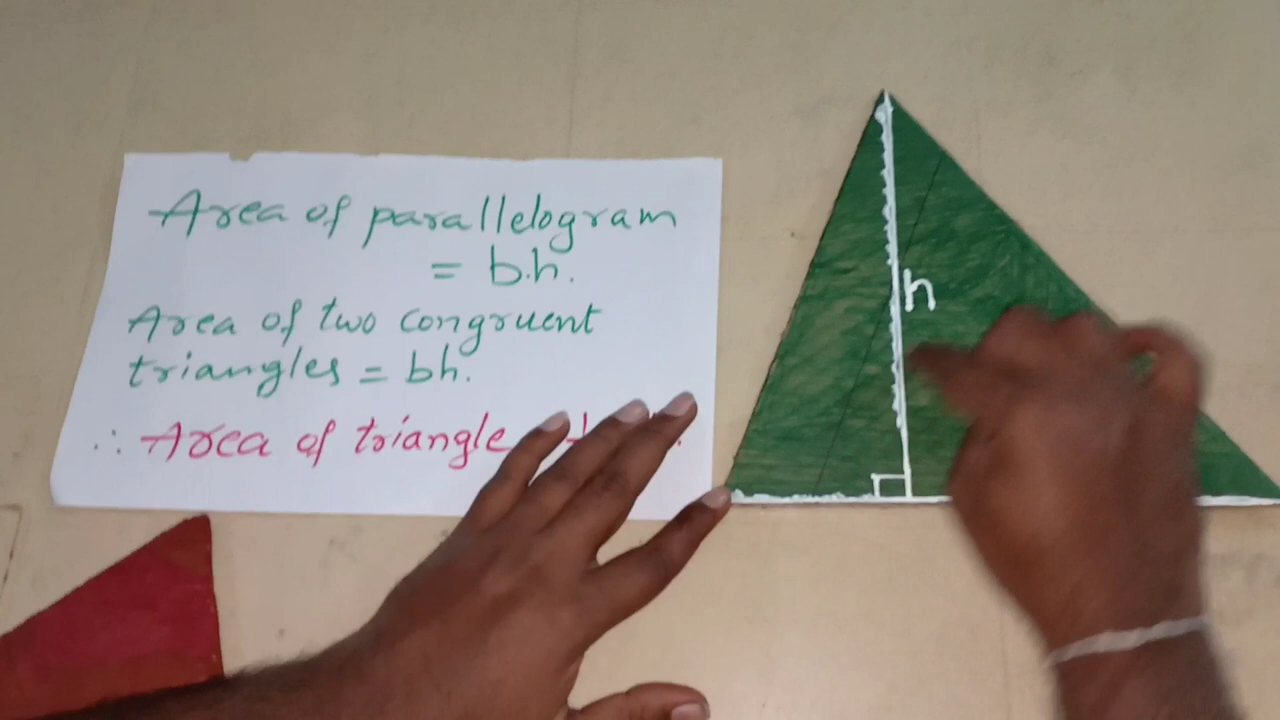 Area of parallelogram
= b.h.
Area of two congruent
triangles = bh.
∴ Area of triangle
h